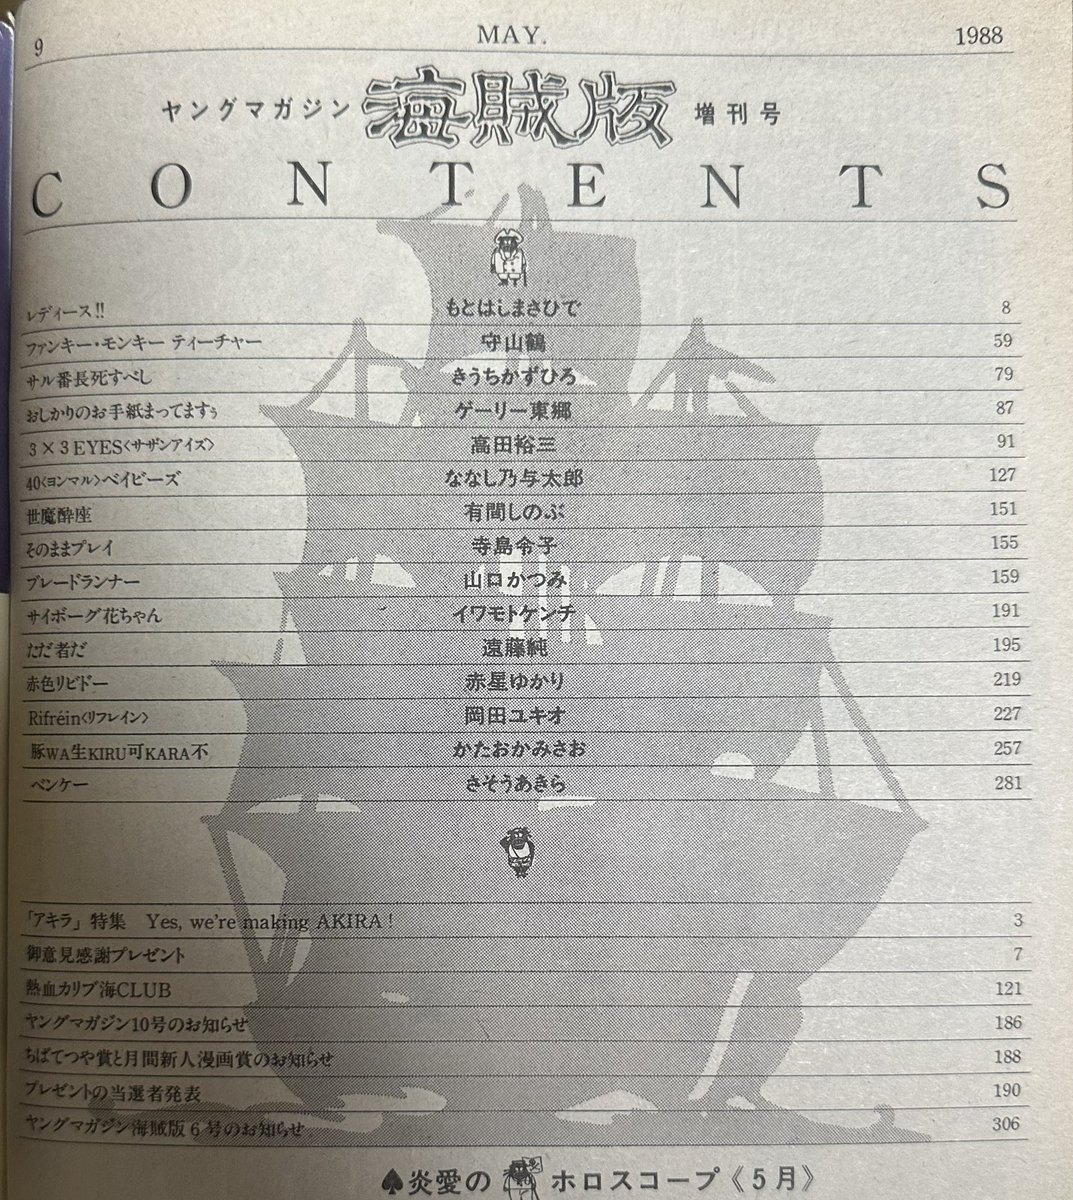 9 MAY. 1988
ヤングマガジン 海賊版 増刊号
CONTENTS
レディース!! もとはしまさひで 8
ファンキー・モンキー ティーチャー 守山鶴 59
サル番長死すべし きうちかずひろ 79
おしかりのお手紙まってますぅ ゲーリー東郷 87
3×3EYES〈サザンアイズ〉 高田裕三 91
40〈ヨンマル〉ベイビーズ ななし乃与太郎 127
世魔酔座 有間しのぶ 151
そのままプレイ 寺島令子 155
ブレードランナー 山口かつみ 159
サイボーグ花ちゃん イワモトケンチ 191
ただ者だ 遠藤純 195
赤色リビドー 赤星ゆかり 219
Rifréin〈リフレイン〉 岡田ユキオ 227
豚WA生KIRU可KARA不 かたおかみさお 257
ベンケー さそうあきら 281
「アキラ」特集 Yes, we're making AKIRA! 3
御意見感謝プレゼント 7
熱血カリブ海CLUB 121
ヤングマガジン10号のお知らせ 186
ちばてつや賞と月間新人漫画賞のお知らせ 188
プレゼントの当選者発表 190
ヤングマガジン海賊版6号のお知らせ 306
♠炎愛の ホロスコープ《5月》